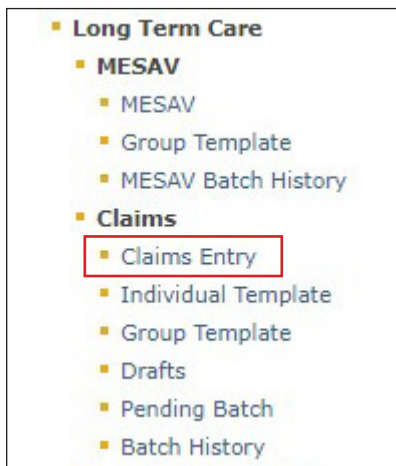 Long Term Care
MESAV
MESAV
Group Template
MESAV Batch History
Claims
Claims Entry
Individual Template
Group Template
Drafts
Pending Batch
Batch History